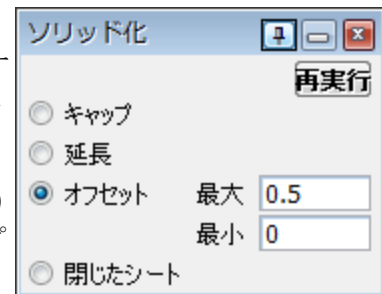 ソリッド化
再実行
キャップ
延長
オフセット 最大 0.5
最小 0
閉じたシート